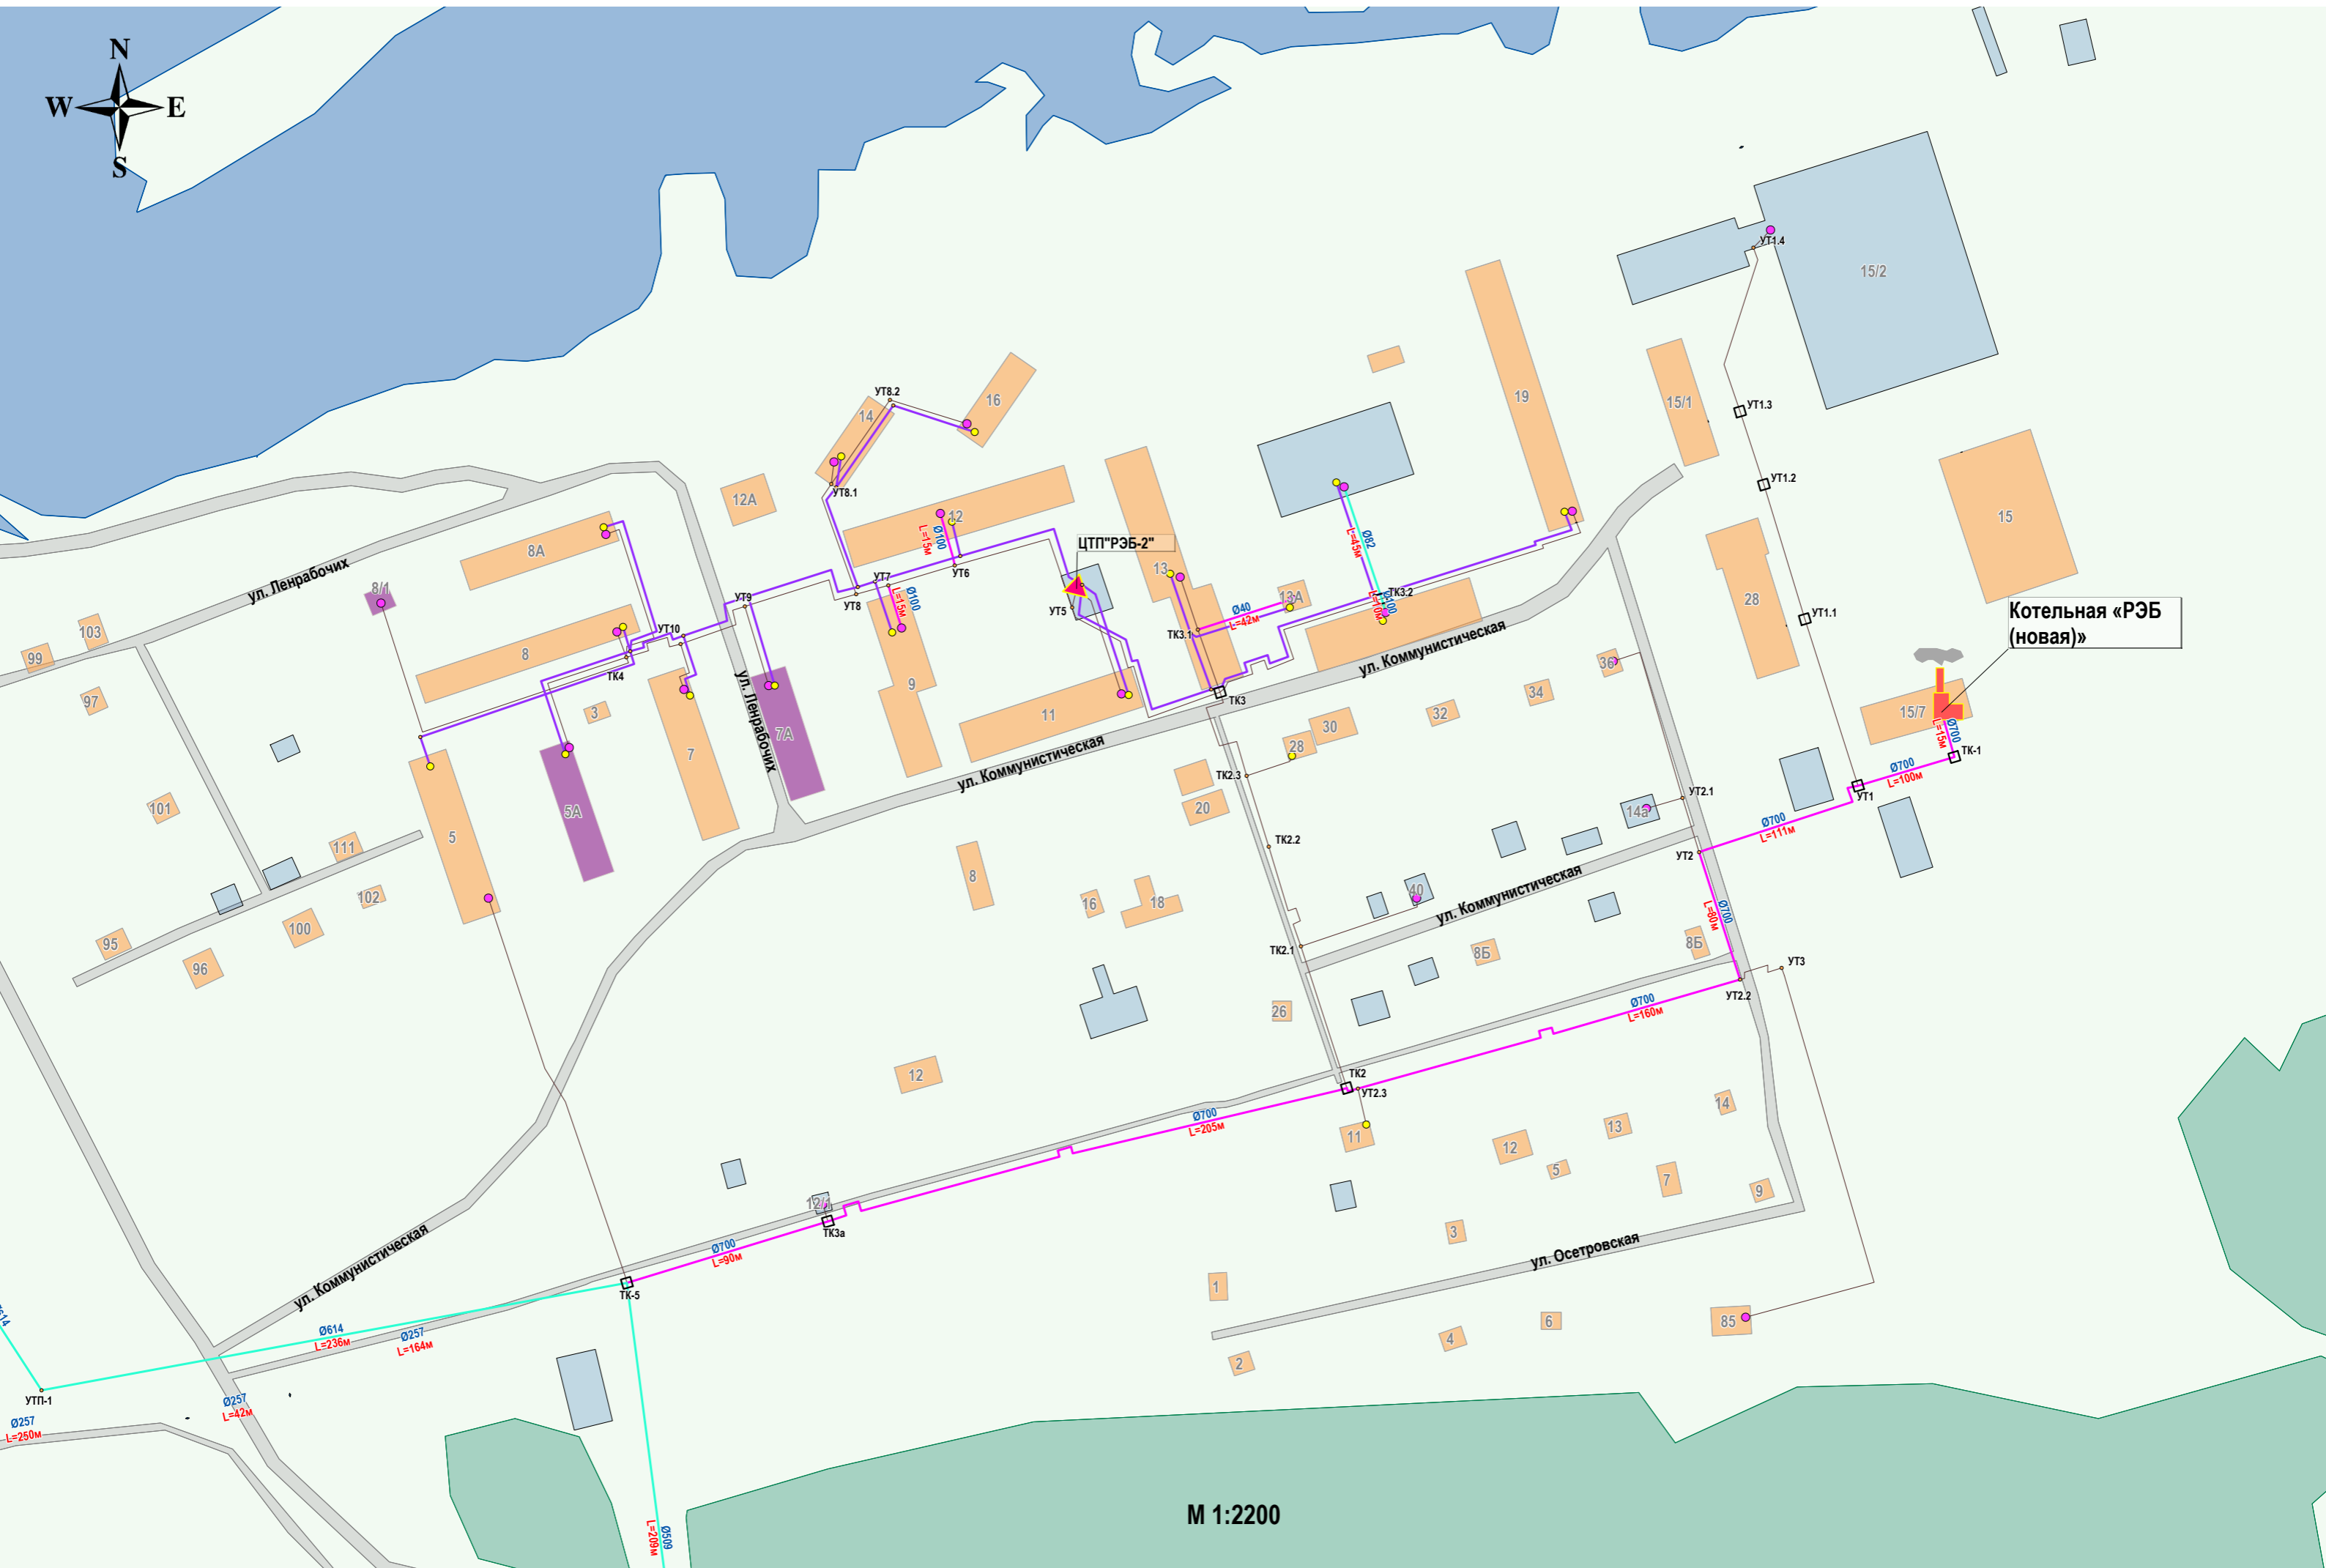 N
W E
S
УТ1.4
15/2
16
УТ8.2
14
19
15/1
УТ1.3
12А
УТ8.1
УТ1.2
12
Ø100
L=15м
ЦТП"РЭБ-2"
8А
ул. Ленрабочих
8/1
УТ7
УТ6
УТ8
Ø100
L=15м
УТ5
13
Ø82
L=45м
ТК3.2
Ø100
L=10м
13А
Ø40
L=42м
ТК3.1
15
28
УТ1.1
Котельная «РЭБ
(новая)»
103
99
97
8
УТ9
УТ10
ТК4
3
7
7А
ул. Ленрабочих
9
11
ТК3
ул. Коммунистическая
36
34
32
30
28
15/7
Ø700
L=15м
ТК-1
ул. Коммунистическая
ТК2.3
20
УТ2.1
14а
Ø700
L=100м
УТ1
101
5
5А
111
102
100
95
96
8
16
18
ТК2.2
40
ул. Коммунистическая
ТК2.1
УТ2
Ø700
L=111м
Ø700
L=80м
8Б
8Б
УТ3
УТ2.2
26
Ø700
L=160м
12
ТК2
УТ2.3
11
Ø700
L=205м
14
13
12
5
7
9
12/1
ТК3а
Ø700
L=90м
3
ул. Осетровская
ул. Коммунистическая
ТК-5
1
2
4
6
85
Ø614
Ø614
L=236м
Ø257
L=164м
УТП-1
Ø257
L=42м
Ø257
L=250м
Ø509
L=209м
М 1:2200